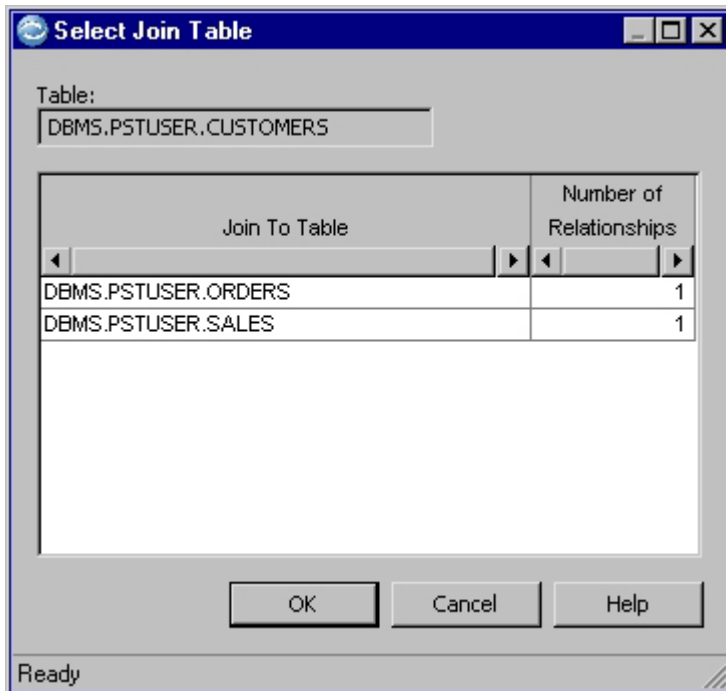 Select Join Table
Table:
DBMS.PSTUSER.CUSTOMERS
Join To Table
Number of
Relationships
DBMS.PSTUSER.ORDERS 1
DBMS.PSTUSER.SALES 1
OK Cancel Help
Ready